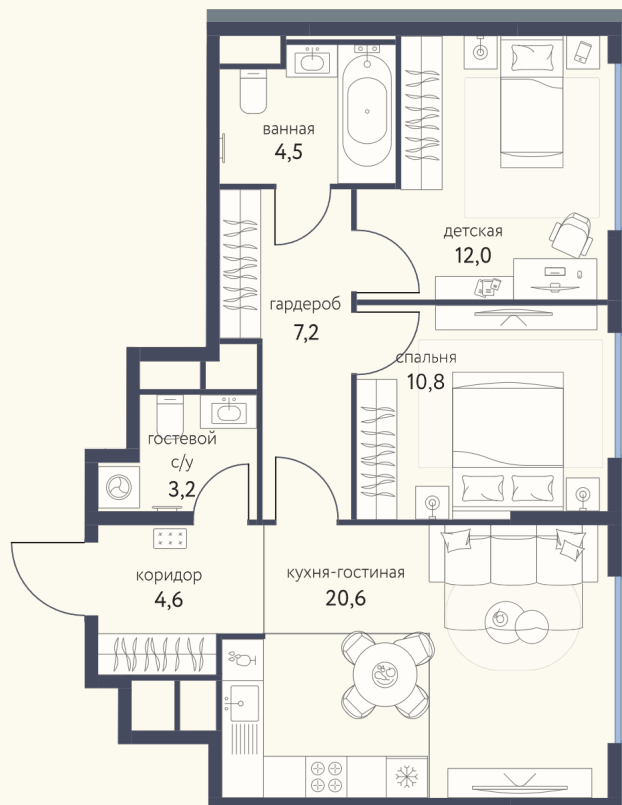 ванная
4,5
детская
12,0
гардероб
7,2
спальня
10,8
гостевой
с/у
3,2
коридор
4,6
кухня-гостиная
20,6